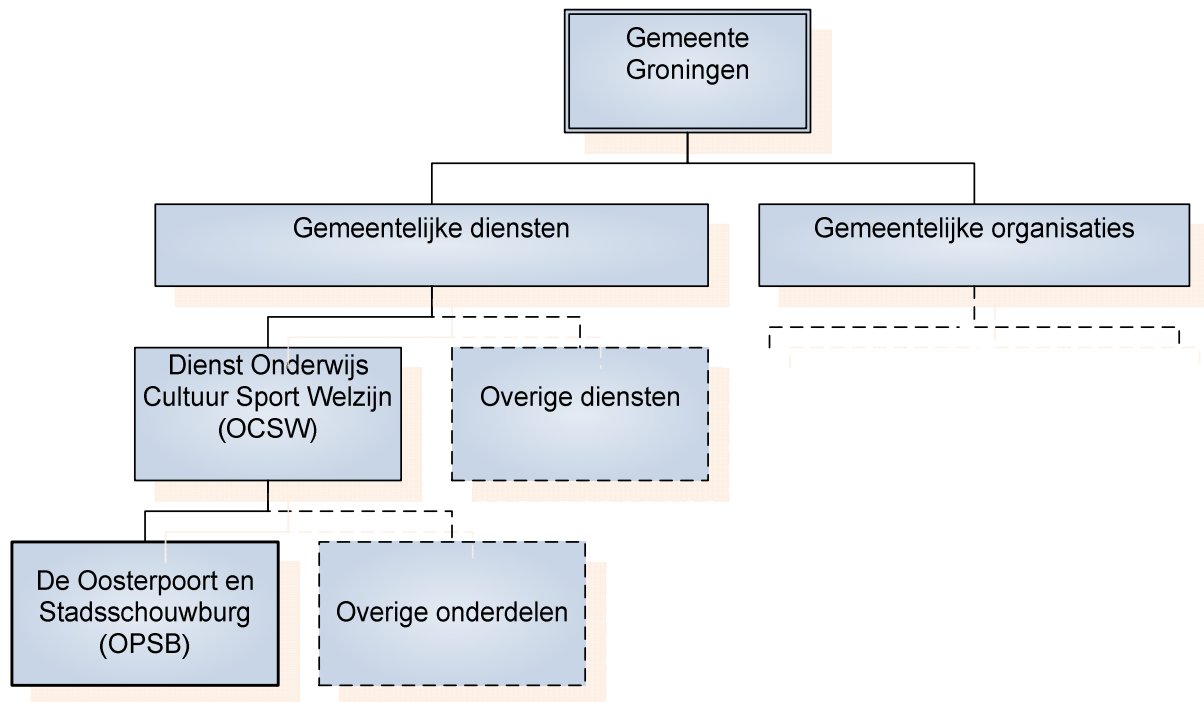 Gemeente
Groningen
Gemeentelijke diensten
Gemeentelijke organisaties
Dienst Onderwijs
Cultuur Sport Welzijn
(OCSW)
Overige diensten
De Oosterpoort en
Stadsschouwburg
(OPSB)
Overige onderdelen